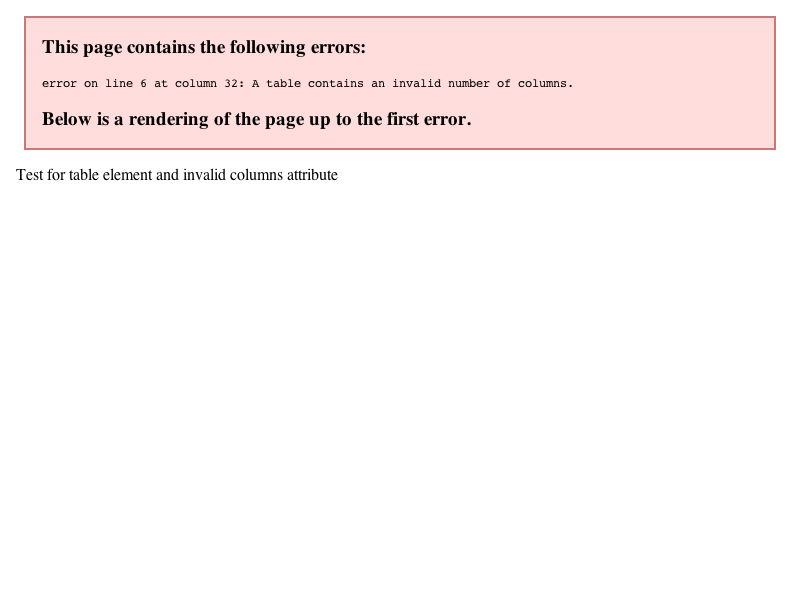 This page contains the following errors:
error on line 6 at column 32: A table contains an invalid number of columns.
Below is a rendering of the page up to the first error.
Test for table element and invalid columns attribute